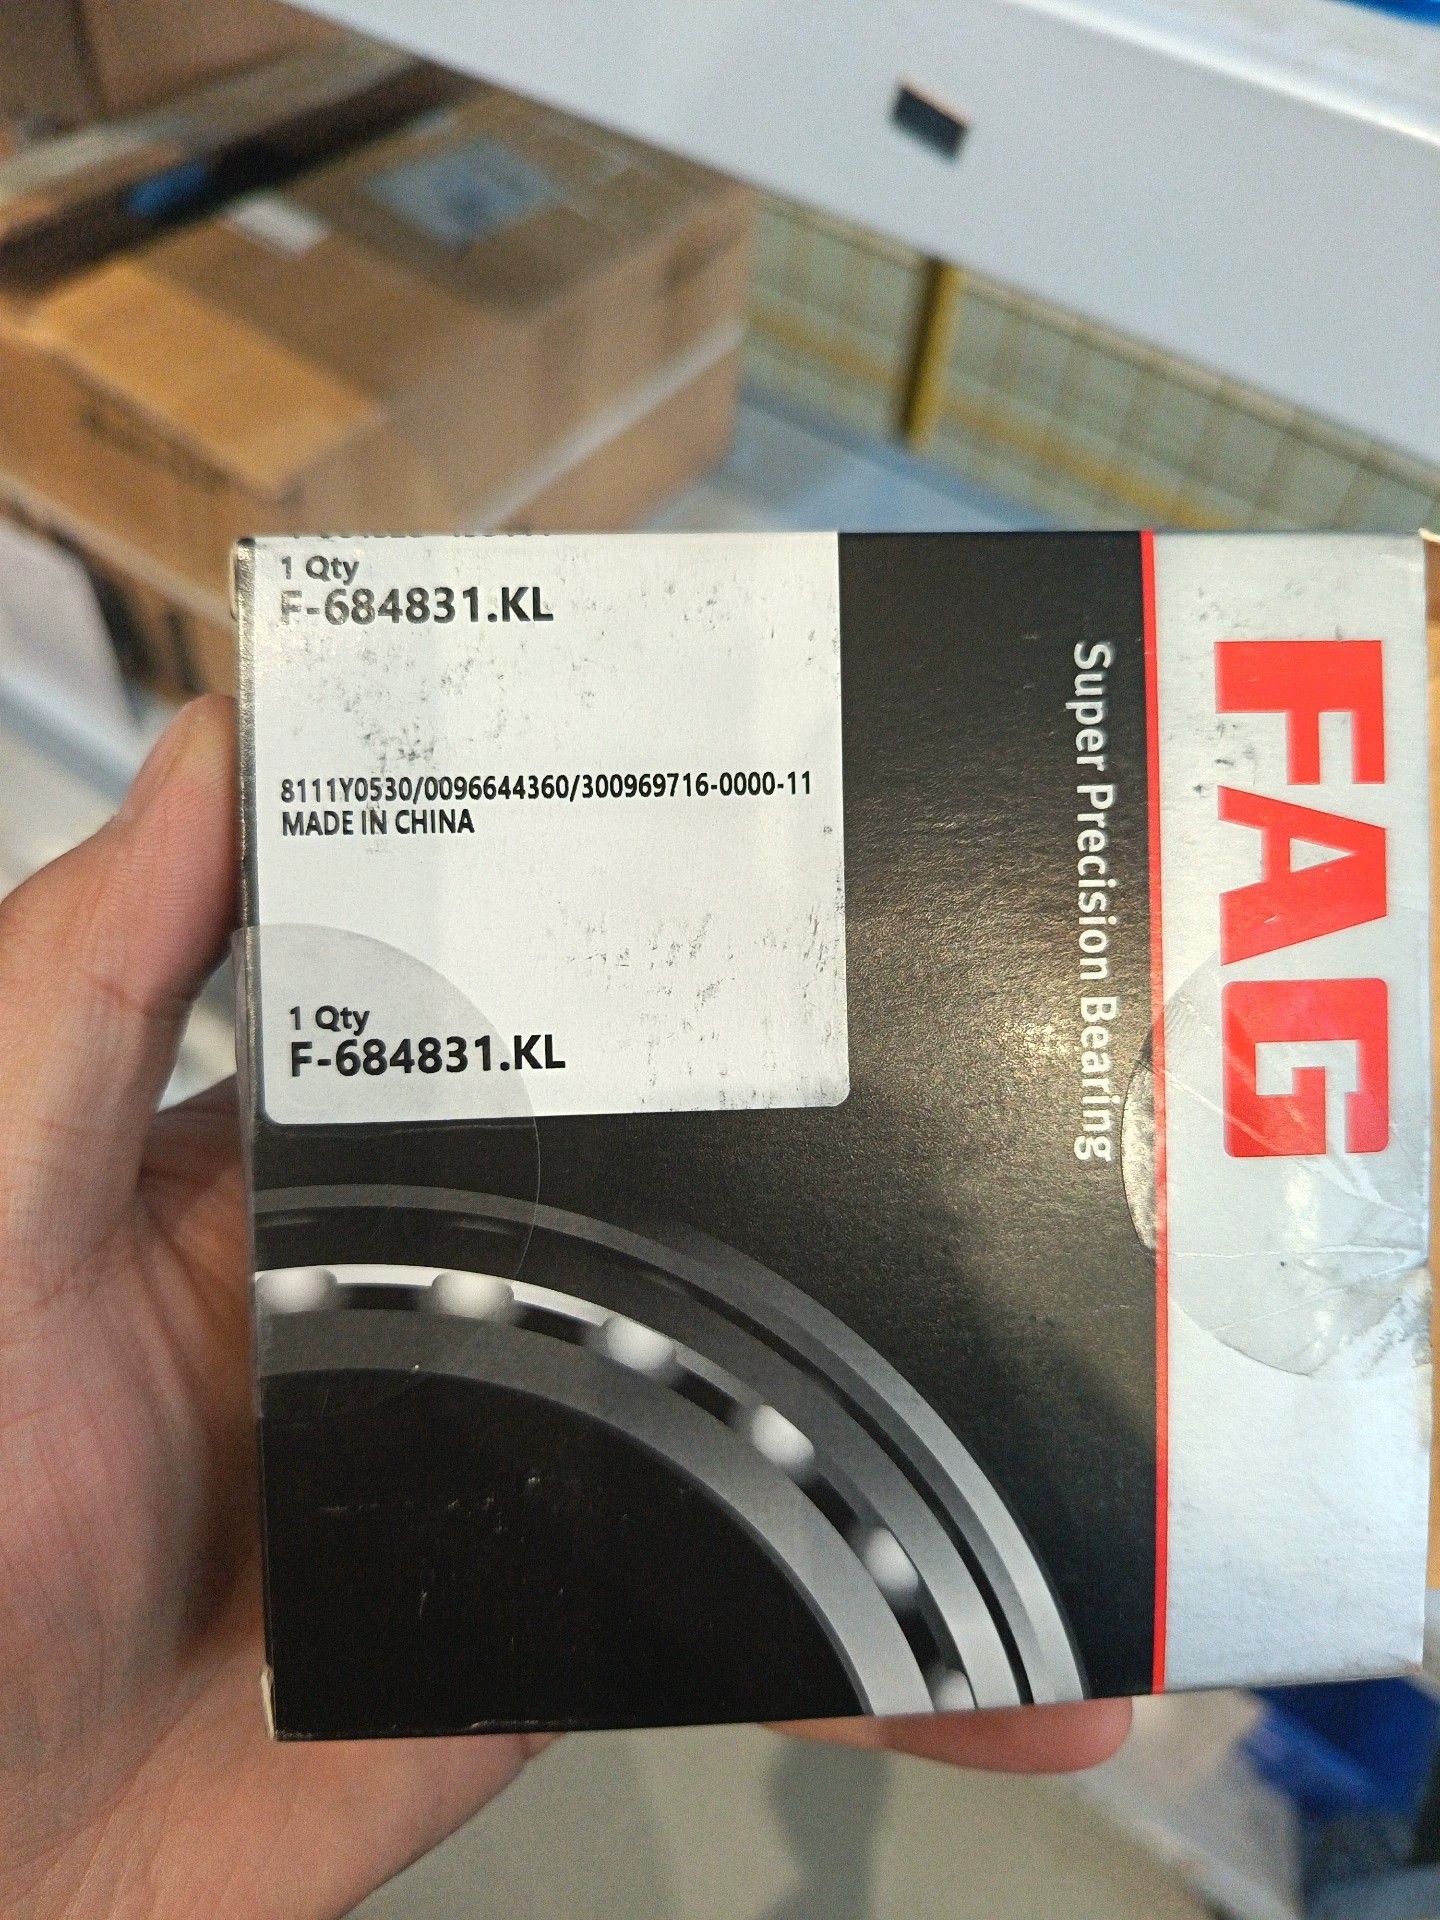 1 Qty
F-684831.KL
8111Y0530/0096644360/300969716-0000-11
MADE IN CHINA
1 Qty
F-684831.KL
Super Precision Bearing
FAG